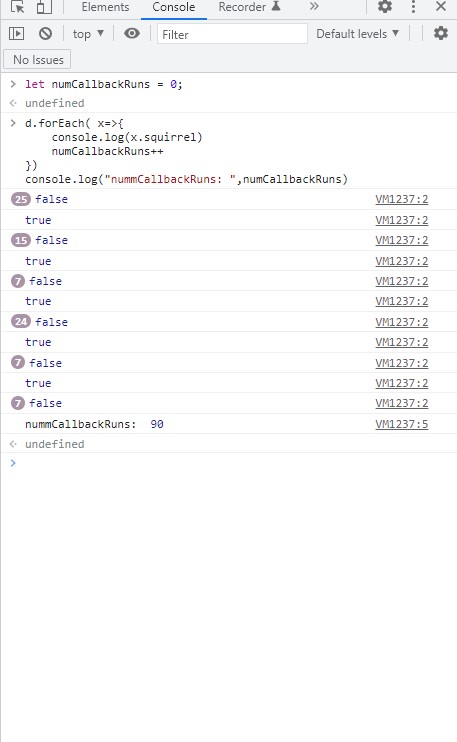 Elements Console Recorder »
top ▼ Filter Default levels ▼
No Issues
> let numCallbackRuns = 0;
undefined
> d.forEach( x=>{
console.log(x.squirrel)
numCallbackRuns++
})
console.log("nummCallbackRuns: ",numCallbackRuns)
25 false VM1237:2
true VM1237:2
15 false VM1237:2
true VM1237:2
7 false VM1237:2
true VM1237:2
24 false VM1237:2
true VM1237:2
7 false VM1237:2
true VM1237:2
7 false VM1237:2
nummCallbackRuns: 90 VM1237:5
undefined
>